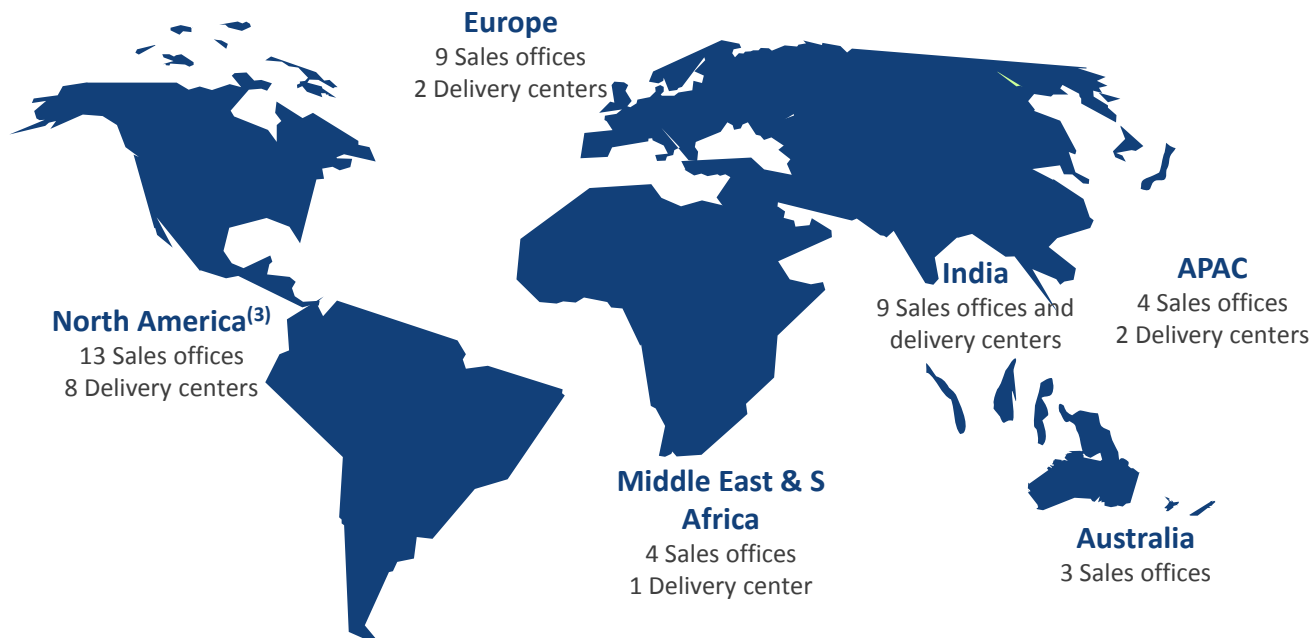 Europe
9 Sales offices
2 Delivery centers
North America(3)
13 Sales offices
8 Delivery centers
India
9 Sales offices and
delivery centers
APAC
4 Sales offices
2 Delivery centers
Middle East & S
Africa
4 Sales offices
1 Delivery center
Australia
3 Sales offices